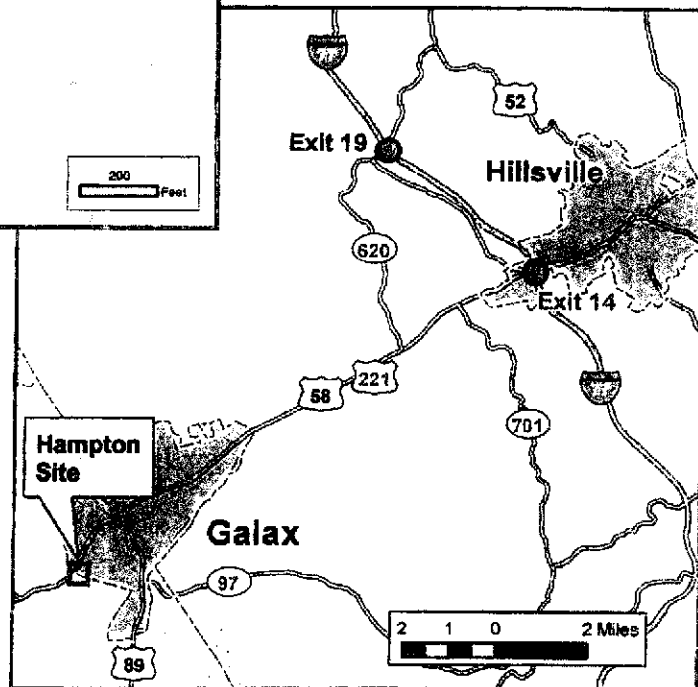 200
Feet
52
Exit 19
Hillsville
620
Exit 14
58
221
701
Hampton
Site
Galax
97
2 1 0 2 Miles
89